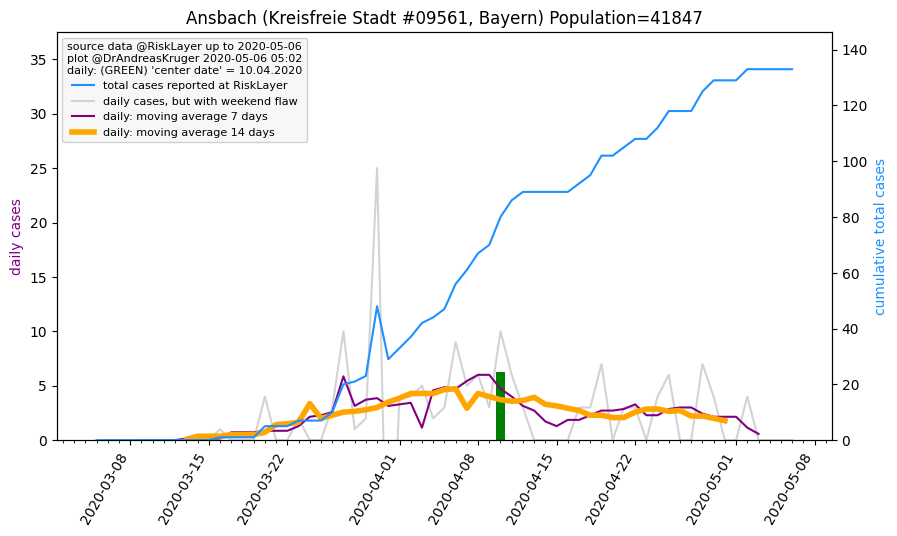 Ansbach (Kreisfreie Stadt #09561, Bayern) Population=41847
source data @RiskLayer up to 2020-05-06
plot @DrAndreasKruger 2020-05-06 05:02
daily: (GREEN) 'center date' = 10.04.2020
total cases reported at RiskLayer
daily cases, but with weekend flaw
daily: moving average 7 days
daily: moving average 14 days
daily cases
35
30
25
20
15
10
5
0
cumulative total cases
140
120
100
80
60
40
20
0
2020-03-08
2020-03-15
2020-03-22
2020-04-01
2020-04-08
2020-04-15
2020-04-22
2020-05-01
2020-05-08